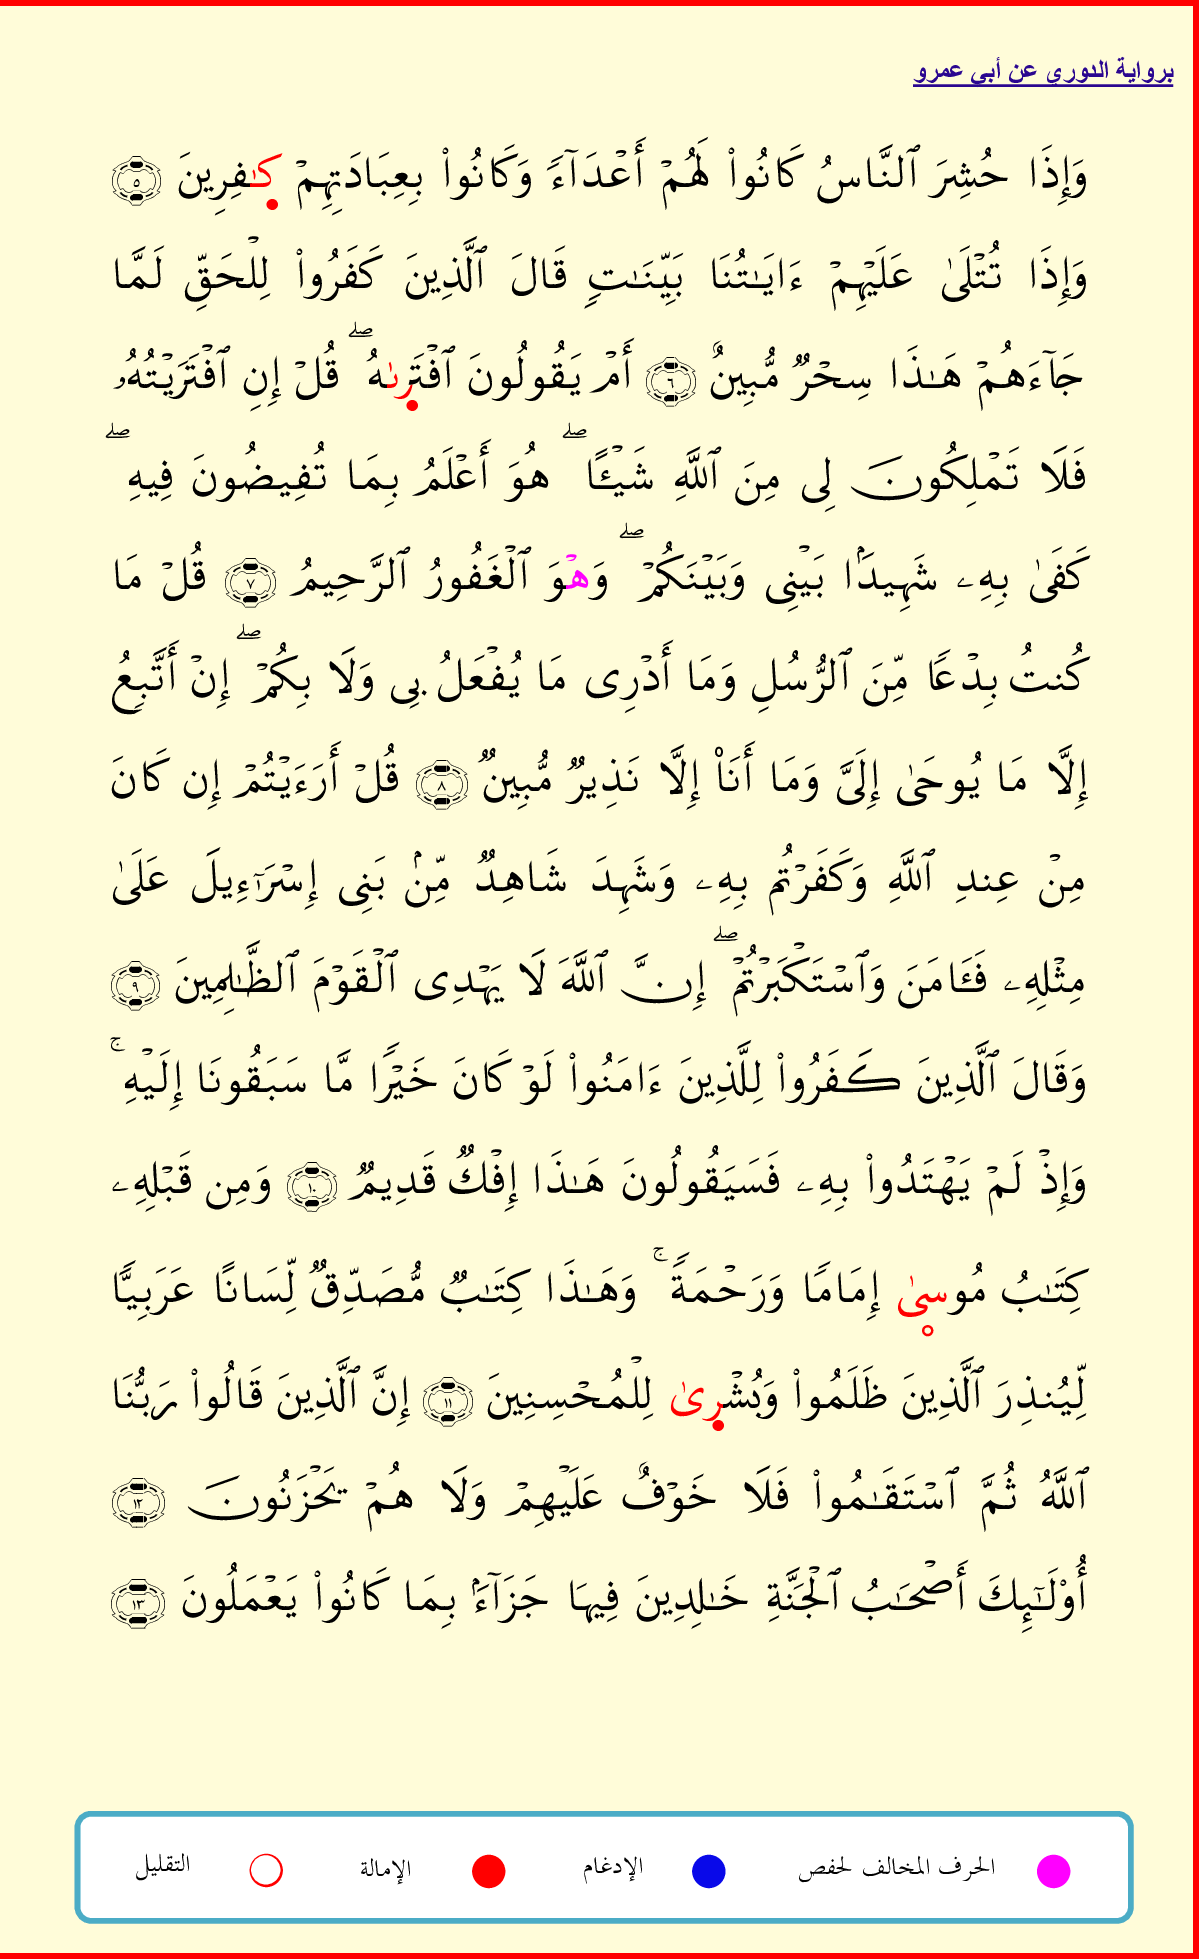 برواية الدوري عن أبي عمرو
وَإِذَا حُشِرَ ٱلنَّاسُ كَانُوا۟ لَهُمْ أَعْدَآءً وَكَانُوا۟ بِعِبَادَتِهِمْ كَٰفِرِينَ ٥
وَإِذَا تُتْلَىٰ عَلَيْهِمْ ءَايَٰتُنَا بَيِّنَٰتٍ قَالَ ٱلَّذِينَ كَفَرُوا۟ لِلْحَقِّ لَمَّا
جَآءَهُمْ هَٰذَا سِحْرٌ مُّبِينٌ ٦ أَمْ يَقُولُونَ ٱفْتَرِىٰهُ ۖ قُلْ إِنِ ٱفْتَرَيْتُهُۥ
فَلَا تَمْلِكُونَ لِى مِنَ ٱللَّهِ شَيْـًٔا ۖ هُوَ أَعْلَمُ بِمَا تُفِيضُونَ فِيهِ ۖ
كَفَىٰ بِهِۦ شَهِيدًۢا بَيْنِى وَبَيْنَكُمْ ۖ وَهْوَ ٱلْغَفُورُ ٱلرَّحِيمُ ٧ قُلْ مَا
كُنتُ بِدْعًا مِّنَ ٱلرُّسُلِ وَمَا أَدْرِى مَا يُفْعَلُ بِى وَلَا بِكُمْ ۖ إِنْ أَتَّبِعُ
إِلَّا مَا يُوحَىٰ إِلَىَّ وَمَا أَنَا۠ إِلَّا نَذِيرٌ مُّبِينٌ ٨ قُلْ أَرَءَيْتُمْ إِن كَانَ
مِنْ عِندِ ٱللَّهِ وَكَفَرْتُم بِهِۦ وَشَهِدَ شَاهِدٌ مِّنۢ بَنِى إِسْرَٰٓءِيلَ عَلَىٰ
مِثْلِهِۦ فَـَٔامَنَ وَٱسْتَكْبَرْتُمْ ۖ إِنَّ ٱللَّهَ لَا يَهْدِى ٱلْقَوْمَ ٱلظَّٰلِمِينَ ٩
وَقَالَ ٱلَّذِينَ كَفَرُوا۟ لِلَّذِينَ ءَامَنُوا۟ لَوْ كَانَ خَيْرًا مَّا سَبَقُونَا إِلَيْهِ ۚ
وَإِذْ لَمْ يَهْتَدُوا۟ بِهِۦ فَسَيَقُولُونَ هَٰذَا إِفْكٌ قَدِيمٌ ١٠ وَمِن قَبْلِهِۦ
كِتَٰبُ مُوسىٰ إِمَامًا وَرَحْمَةً ۚ وَهَٰذَا كِتَٰبٌ مُّصَدِّقٌ لِّسَانًا عَرَبِيًّا
لِّيُنذِرَ ٱلَّذِينَ ظَلَمُوا۟ وَبُشْرِىٰ لِلْمُحْسِنِينَ ١١ إِنَّ ٱلَّذِينَ قَالُوا۟ رَبُّنَا
ٱللَّهُ ثُمَّ ٱسْتَقَٰمُوا۟ فَلَا خَوْفٌ عَلَيْهِمْ وَلَا هُمْ يَحْزَنُونَ ١٢
أُو۟لَٰٓئِكَ أَصْحَٰبُ ٱلْجَنَّةِ خَٰلِدِينَ فِيهَا جَزَآءًۢ بِمَا كَانُوا۟ يَعْمَلُونَ ١٣
الحرف المخالف لحفص الإدغام الإمالة التقليل